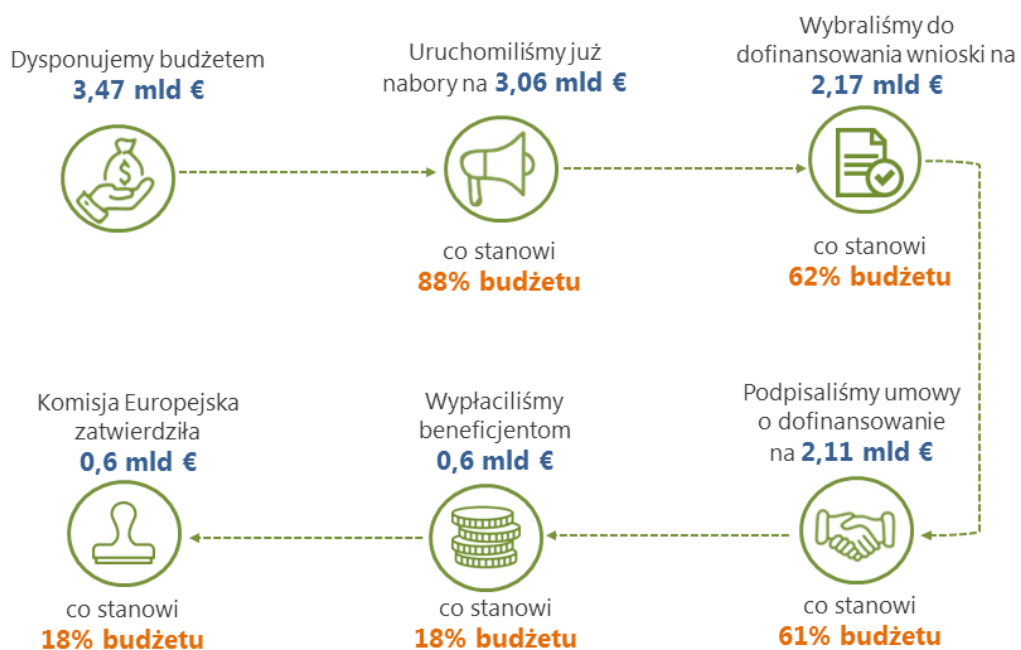 Dysponujemy budżetem
3,47 mld €
Uruchomiliśmy już
nabory na 3,06 mld €
co stanowi
88% budżetu
Wybraliśmy do
dofinansowania wnioski na
2,17 mld €
co stanowi
62% budżetu
Podpisaliśmy umowy
o dofinansowanie
na 2,11 mld €
co stanowi
61% budżetu
Wypłaciliśmy
beneficjentom
0,6 mld €
co stanowi
18% budżetu
Komisja Europejska
zatwierdziła
0,6 mld €
co stanowi
18% budżetu